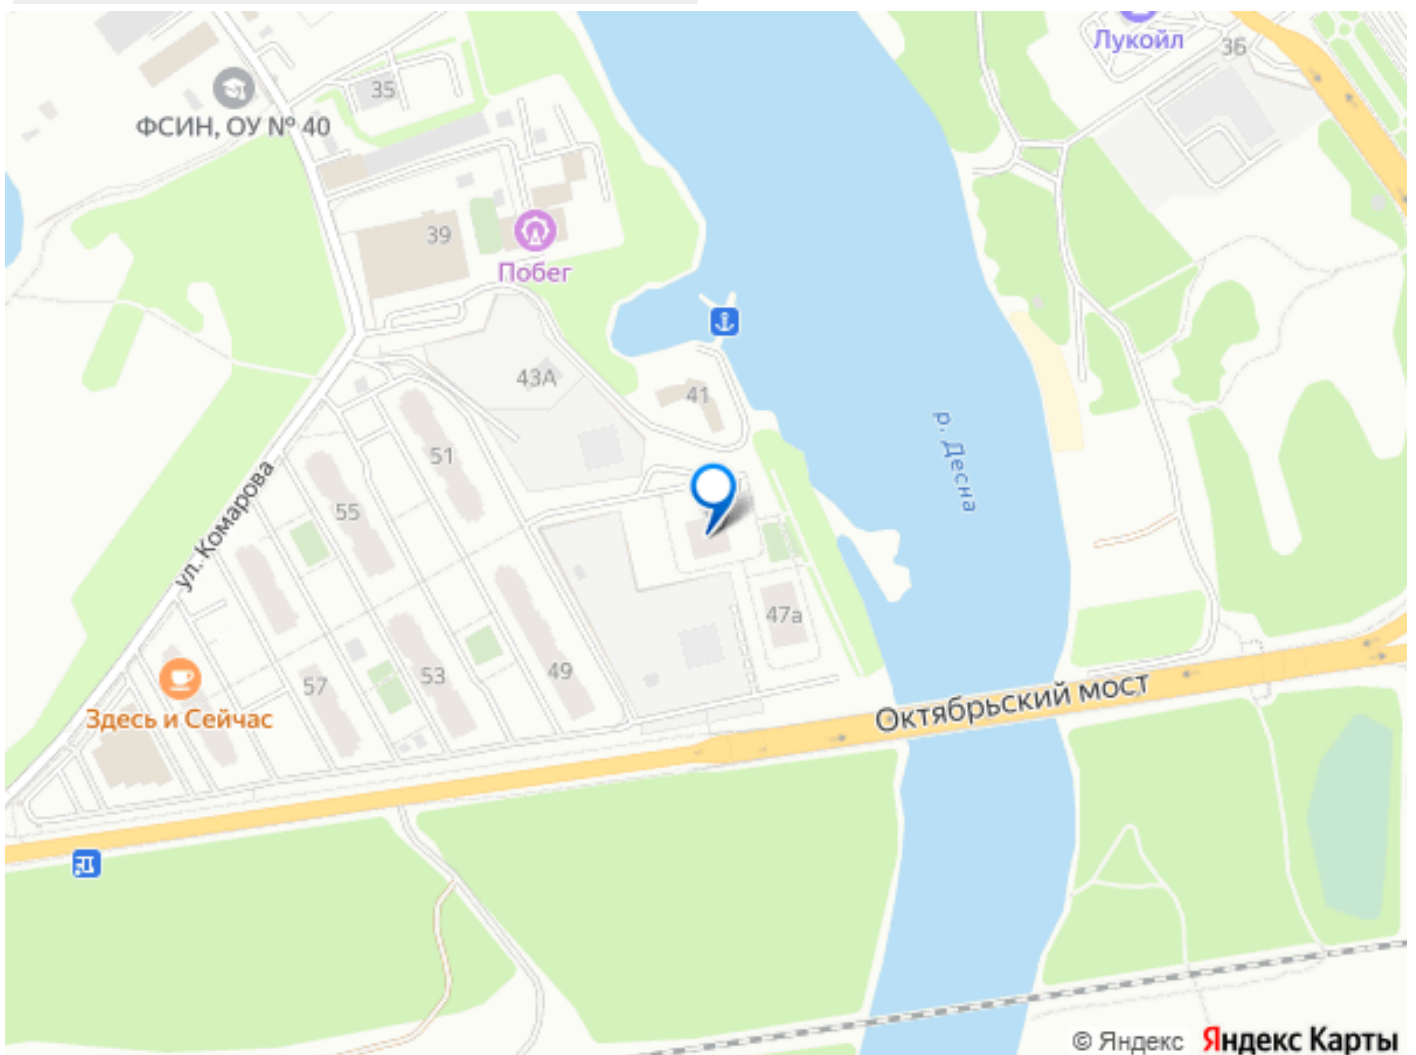 Лукойл
3Б
35
ФСИН, ОУ № 40
39
Побег
43А
41
р. Десна
51
55
ул. Комарова
47а
53
49
57
Здесь и Сейчас
Октябрьский мост
© Яндекс Яндекс Карты